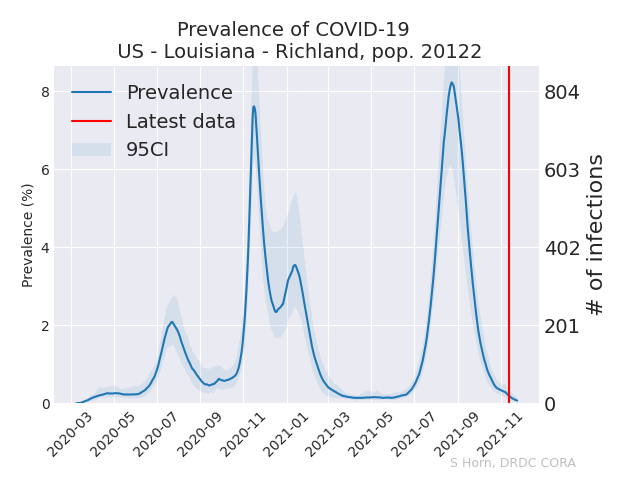 Prevalence of COVID-19
US - Louisiana - Richland, pop. 20122
Prevalence
Latest data
95CI
Prevalence (%)
8
6
4
2
0
804
603
402
201
0
# of infections
2020-03
2020-05
2020-07
2020-09
2020-11
2021-01
2021-03
2021-05
2021-07
2021-09
2021-11
S Horn, DRDC CORA